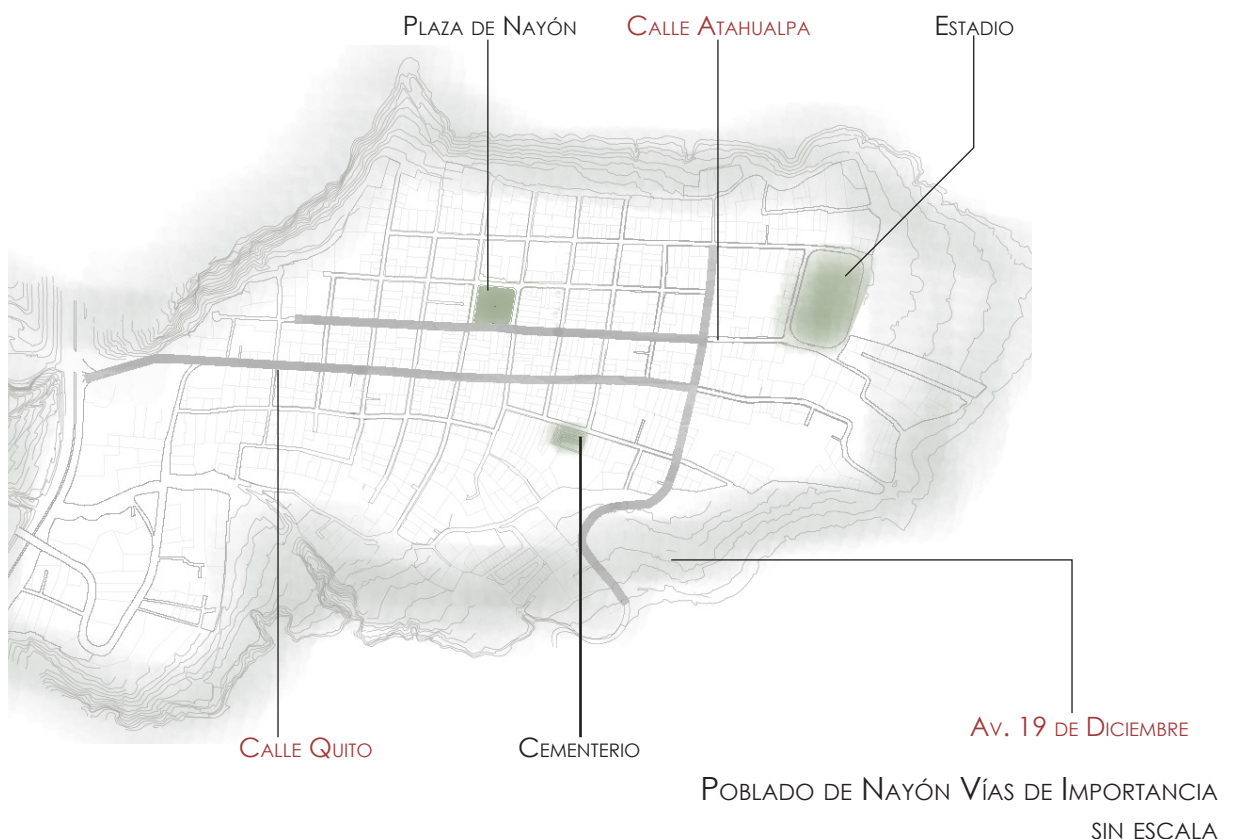 Plaza de Nayón
Calle Atahualpa
Estadio
Av. 19 de Diciembre
Calle Quito
Cementerio
Poblado de Nayón Vías de Importancia
sin escala